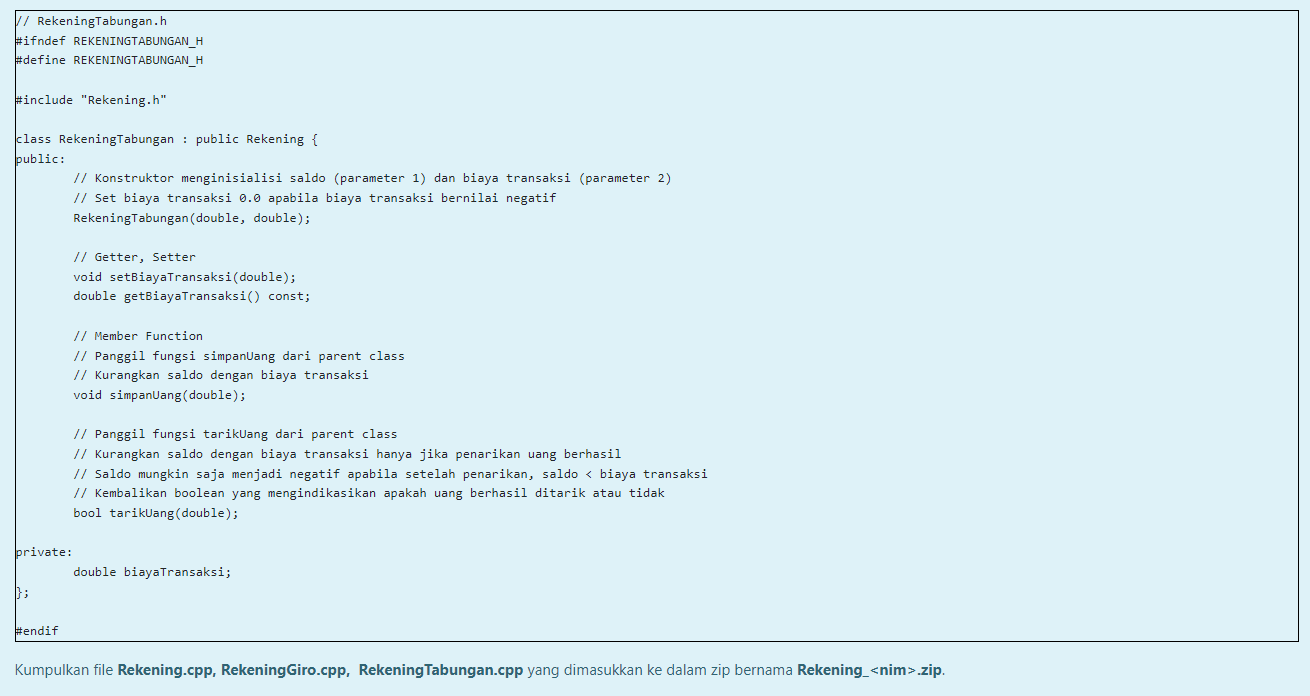 // RekeningTabungan.h
#ifndef REKENINGTABUNGAN_H
#define REKENINGTABUNGAN_H
#include "Rekening.h"
class RekeningTabungan : public Rekening {
public:
// Konstruktor menginisialisi saldo (parameter 1) dan biaya transaksi (parameter 2)
// Set biaya transaksi 0.0 apabila biaya transaksi bernilai negatif
RekeningTabungan(double, double);
// Getter, Setter
void setBiayaTransaksi(double);
double getBiayaTransaksi() const;
// Member Function
// Panggil fungsi simpanUang dari parent class
// Kurangkan saldo dengan biaya transaksi
void simpanUang(double);
// Panggil fungsi tarikUang dari parent class
// Kurangkan saldo dengan biaya transaksi hanya jika penarikan uang berhasil
// Saldo mungkin saja menjadi negatif apabila setelah penarikan, saldo < biaya transaksi
// Kembalikan boolean yang mengindikasikan apakah uang berhasil ditarik atau tidak
bool tarikUang(double);
private:
double biayaTransaksi;
};
#endif
Kumpulkan file Rekening.cpp, RekeningGiro.cpp, RekeningTabungan.cpp yang dimasukkan ke dalam zip bernama Rekening_<nim>.zip.